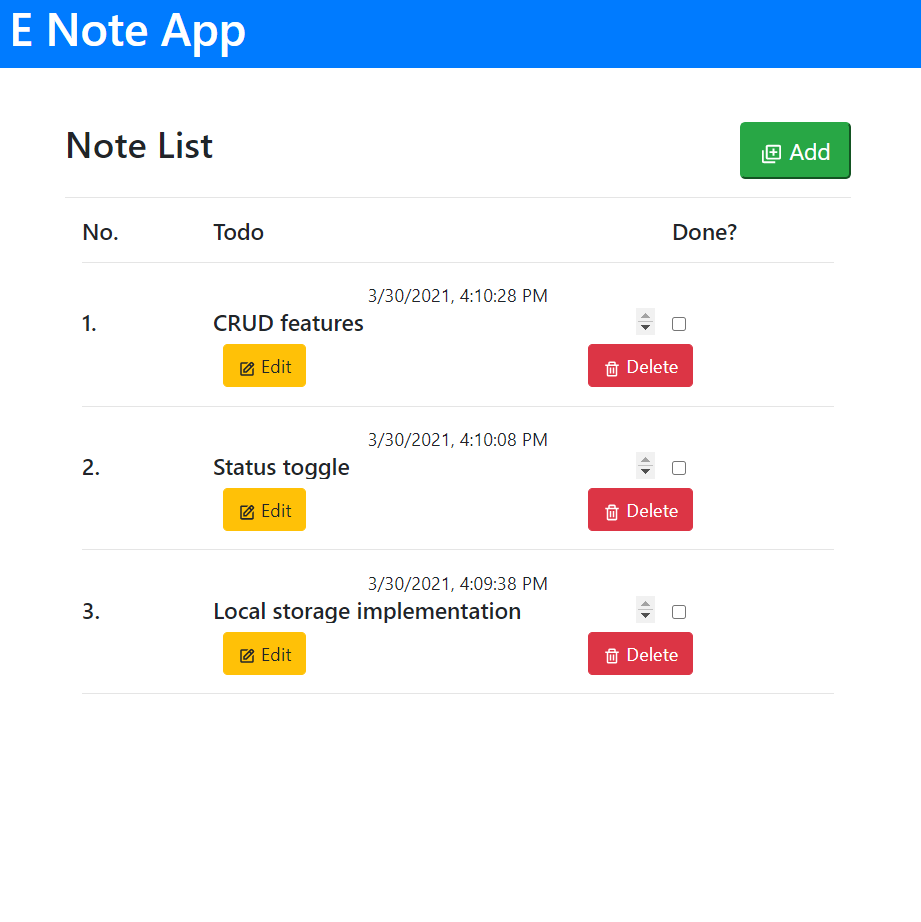 E Note App
Note List
Add
No. Todo Done?
3/30/2021, 4:10:28 PM
1. CRUD features
Edit Delete
3/30/2021, 4:10:08 PM
2. Status toggle
Edit Delete
3/30/2021, 4:09:38 PM
3. Local storage implementation
Edit Delete